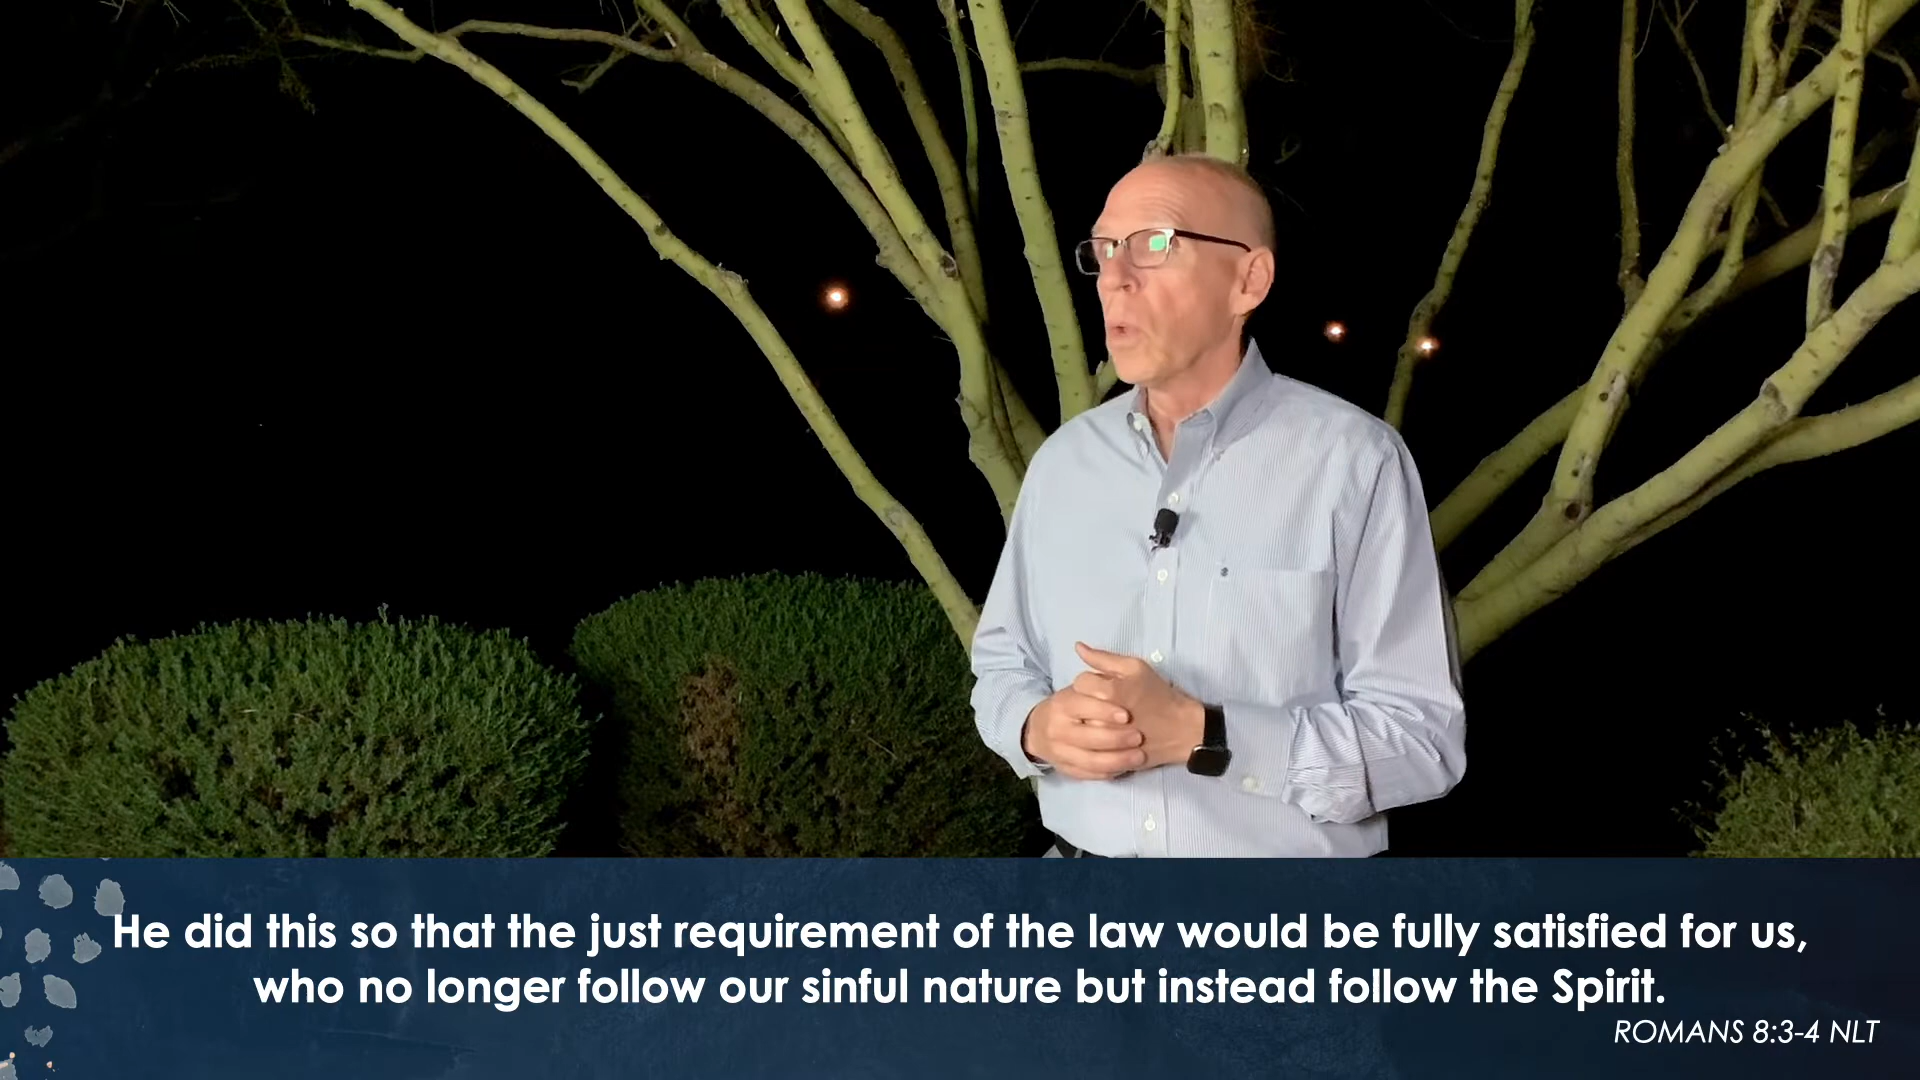 He did this so that the just requirement of the law would be fully satisfied for us,
who no longer follow our sinful nature but instead follow the Spirit.
ROMANS 8:3-4 NLT